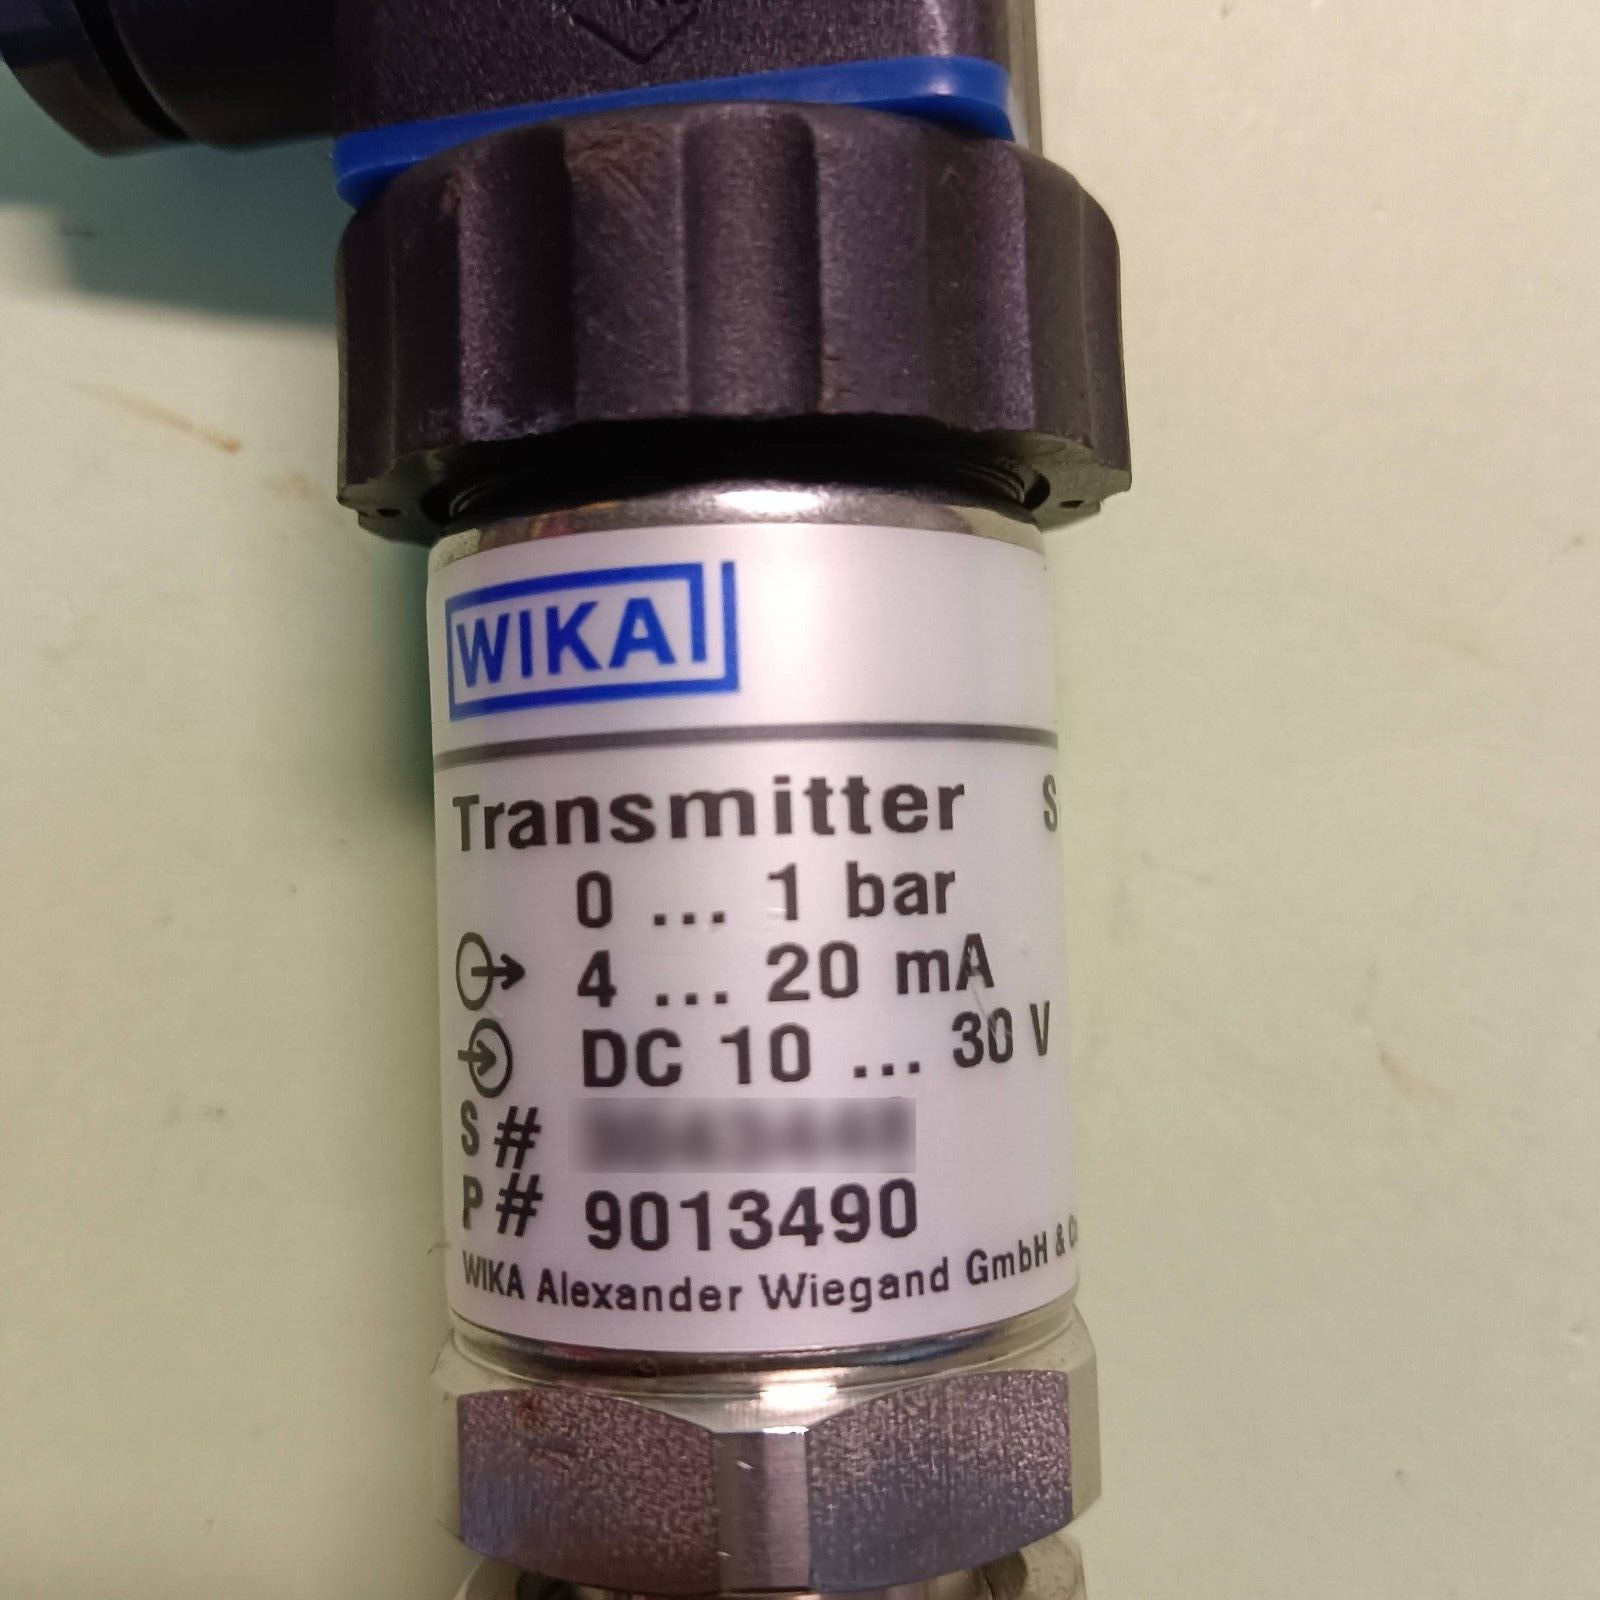 WIKA
Transmitter S
0 ... 1 bar
4 ... 20 mA
DC 10 ... 30 V
S#
P# 9013490
WIKA Alexander Wiegand GmbH &